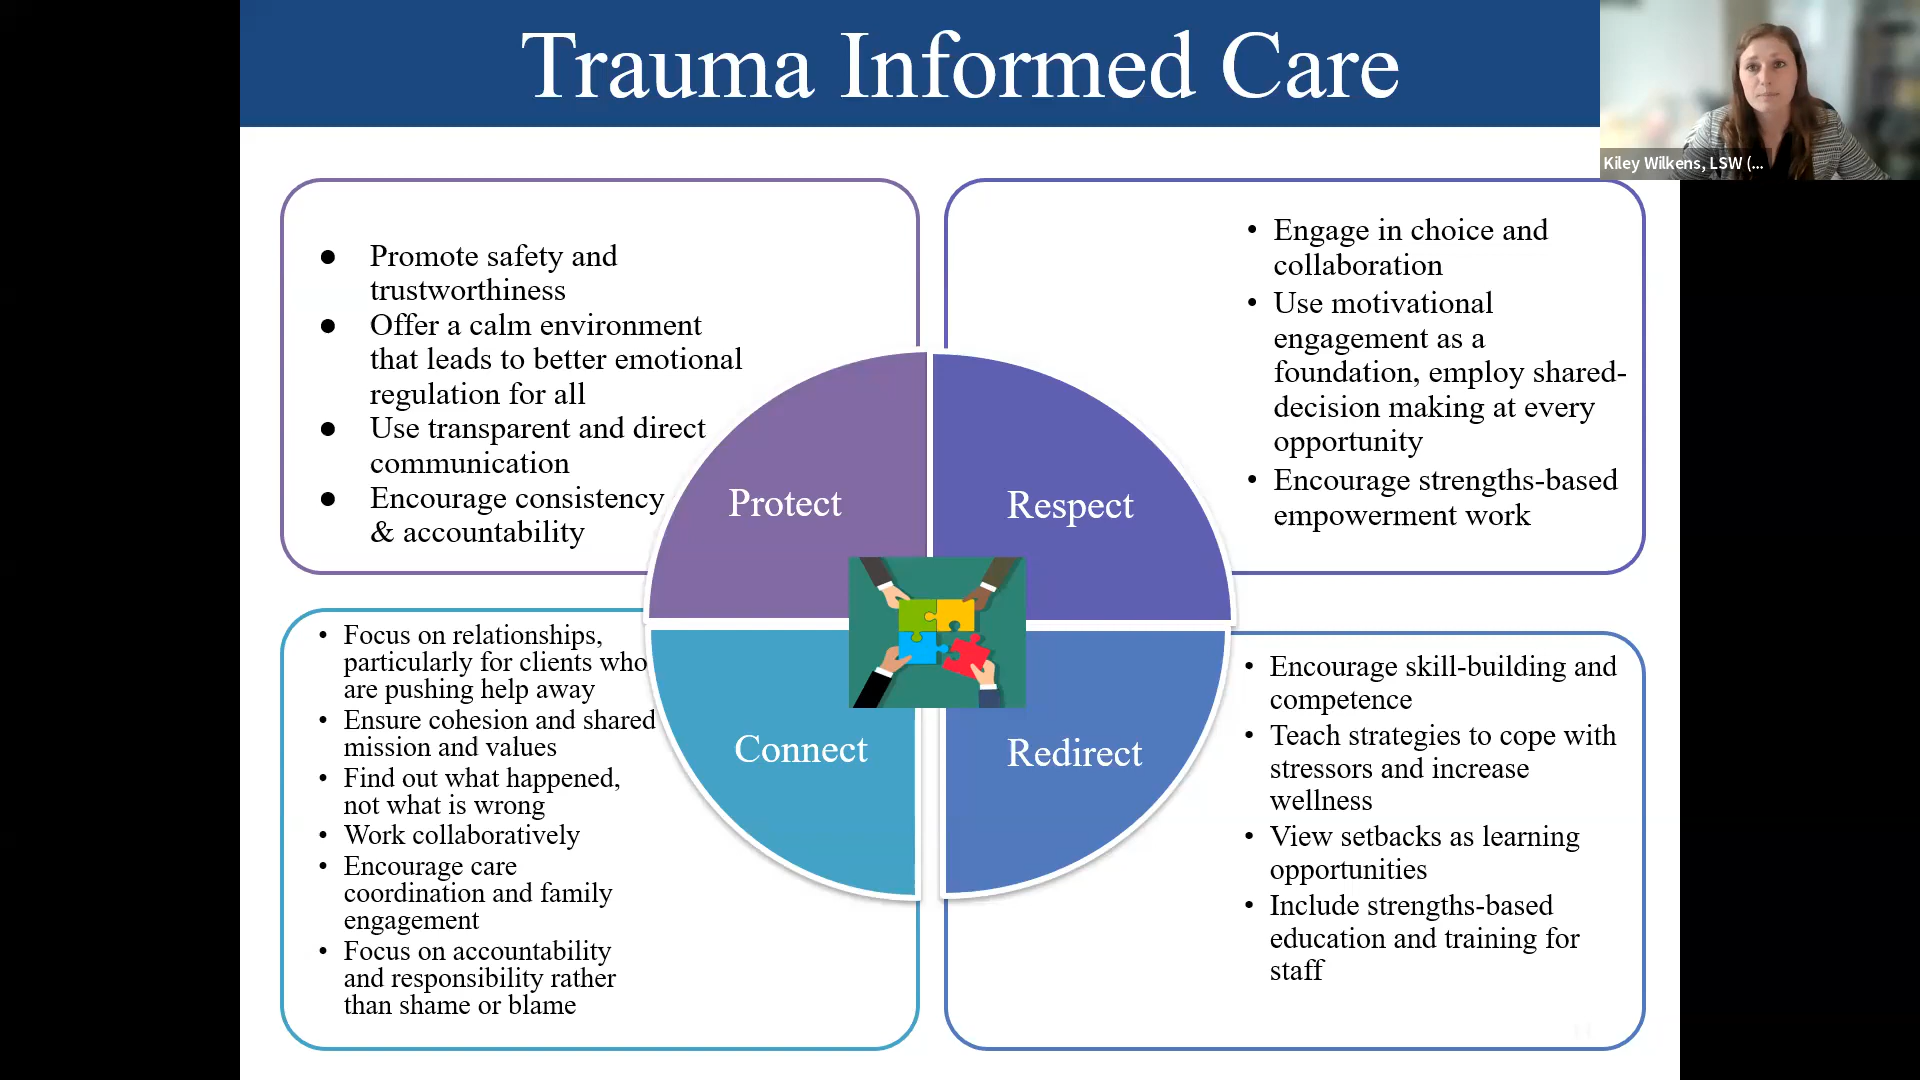 Trauma Informed Care
Kiley Wilkens, LSW (...
● Promote safety and
trustworthiness
● Offer a calm environment
that leads to better emotional
regulation for all
● Use transparent and direct
communication
● Encourage consistency
& accountability
• Engage in choice and
collaboration
• Use motivational
engagement as a
foundation, employ shared-
decision making at every
opportunity
• Encourage strengths-based
empowerment work
Protect
Respect
Connect
Redirect
• Focus on relationships,
particularly for clients who
are pushing help away
• Ensure cohesion and shared
mission and values
• Find out what happened,
not what is wrong
• Work collaboratively
• Encourage care
coordination and family
engagement
• Focus on accountability
and responsibility rather
than shame or blame
• Encourage skill-building and
competence
• Teach strategies to cope with
stressors and increase
wellness
• View setbacks as learning
opportunities
• Include strengths-based
education and training for
staff